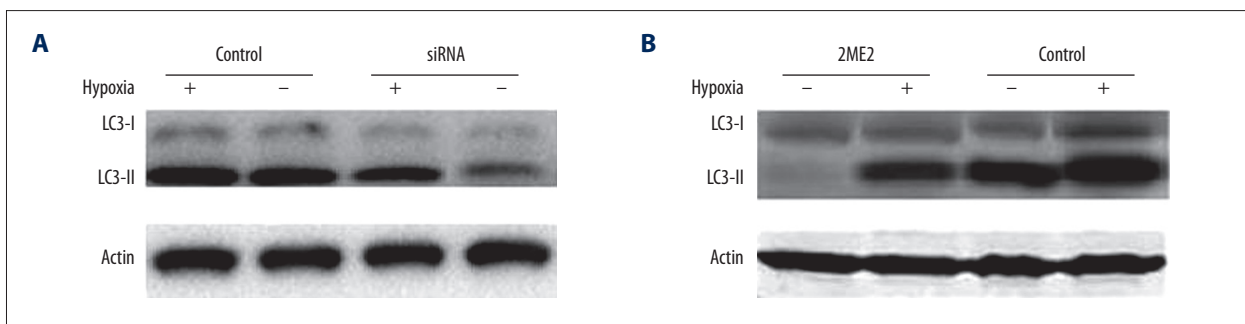 A
Control siRNA
Hypoxia + − + −
LC3-I
LC3-II
Actin
B
2ME2 Control
Hypoxia − + − +
LC3-I
LC3-II
Actin